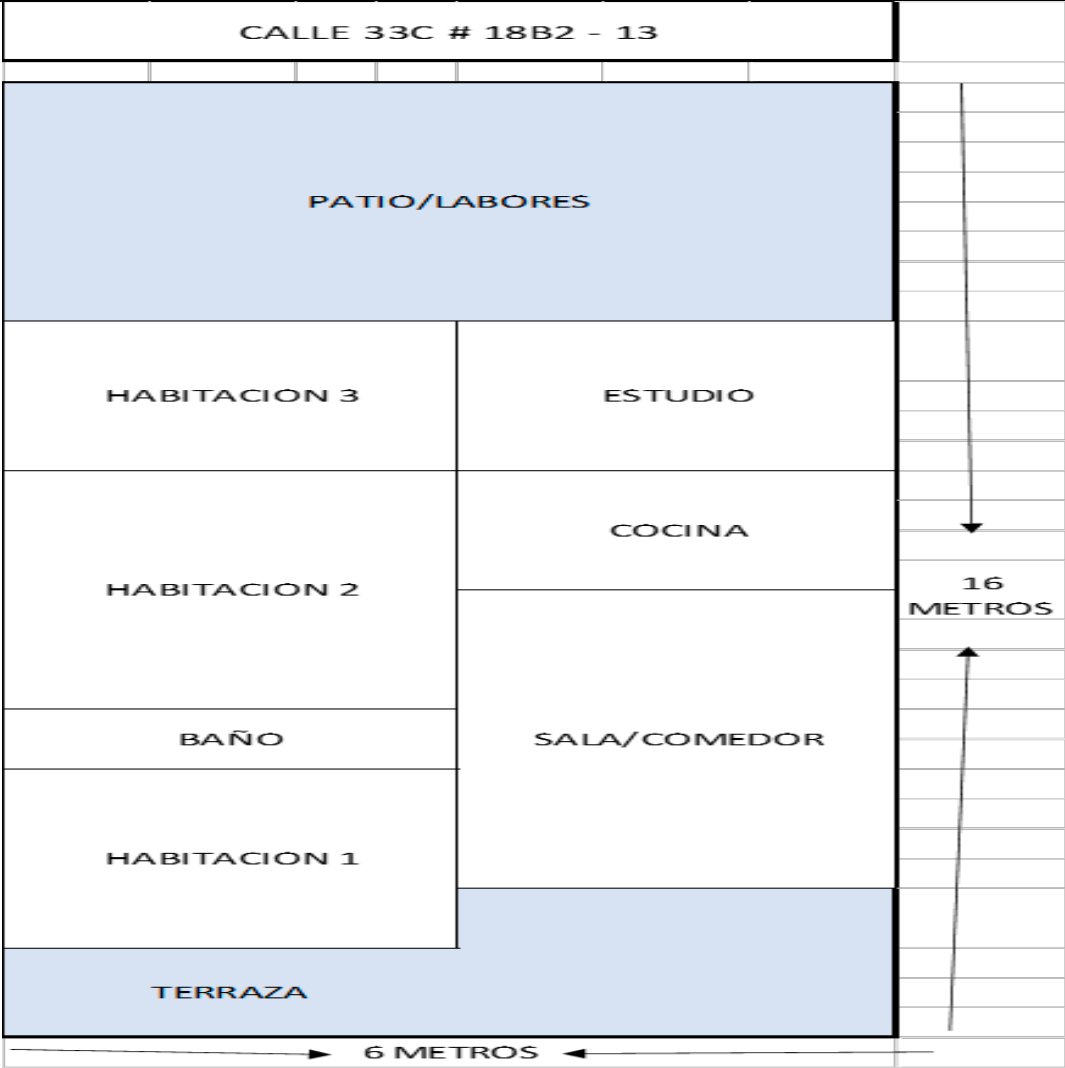 CALLE 33C # 18B2 - 13
PATIO/LABORES
HABITACION 3
ESTUDIO
COCINA
HABITACION 2
16
METROS
BAÑO
SALA/COMEDOR
HABITACION 1
TERRAZA
6 METROS